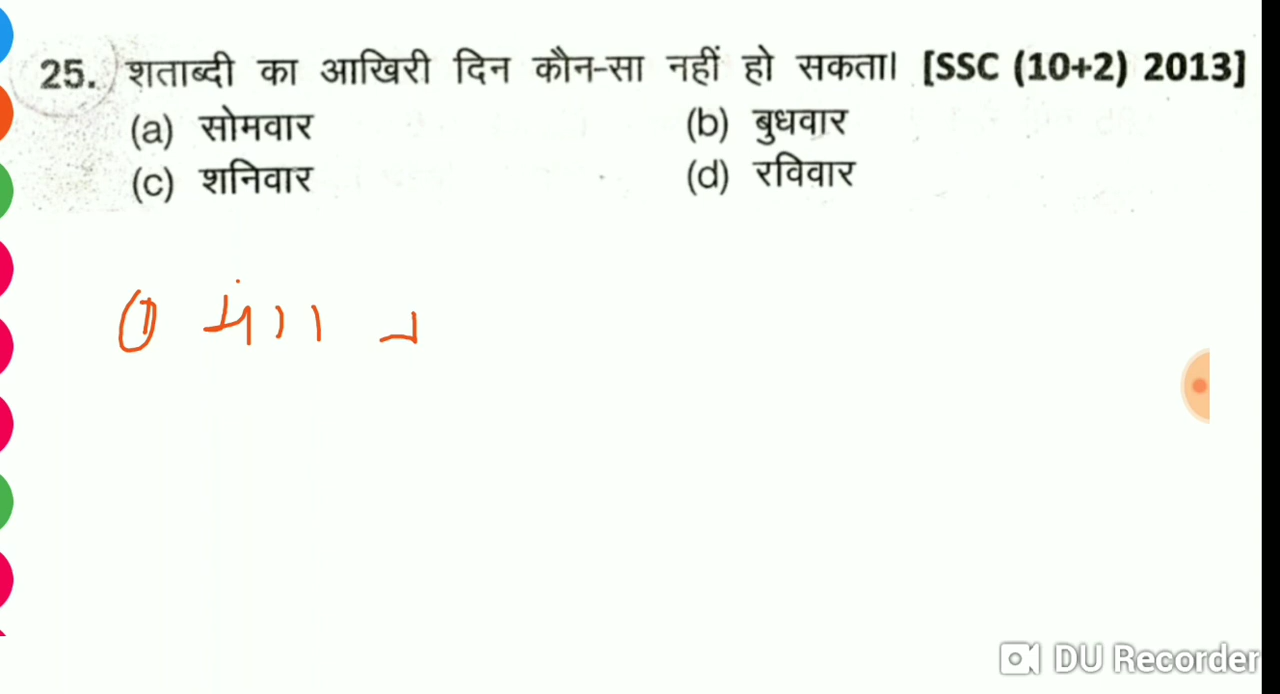 25. शताब्दी का आखिरी दिन कौन-सा नहीं हो सकता। [SSC (10+2) 2013]
(a) सोमवार (b) बुधवार
(c) शनिवार (d) रविवार
DU Recorder